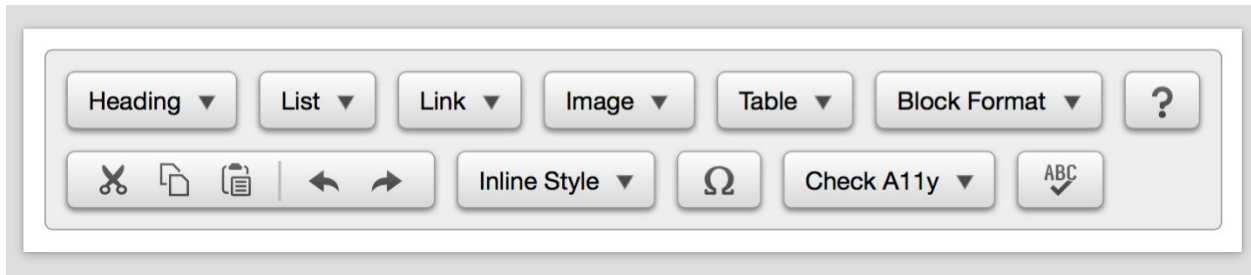 Heading List Link Image Table Block Format ?
Inline Style Ω Check A11y ABC